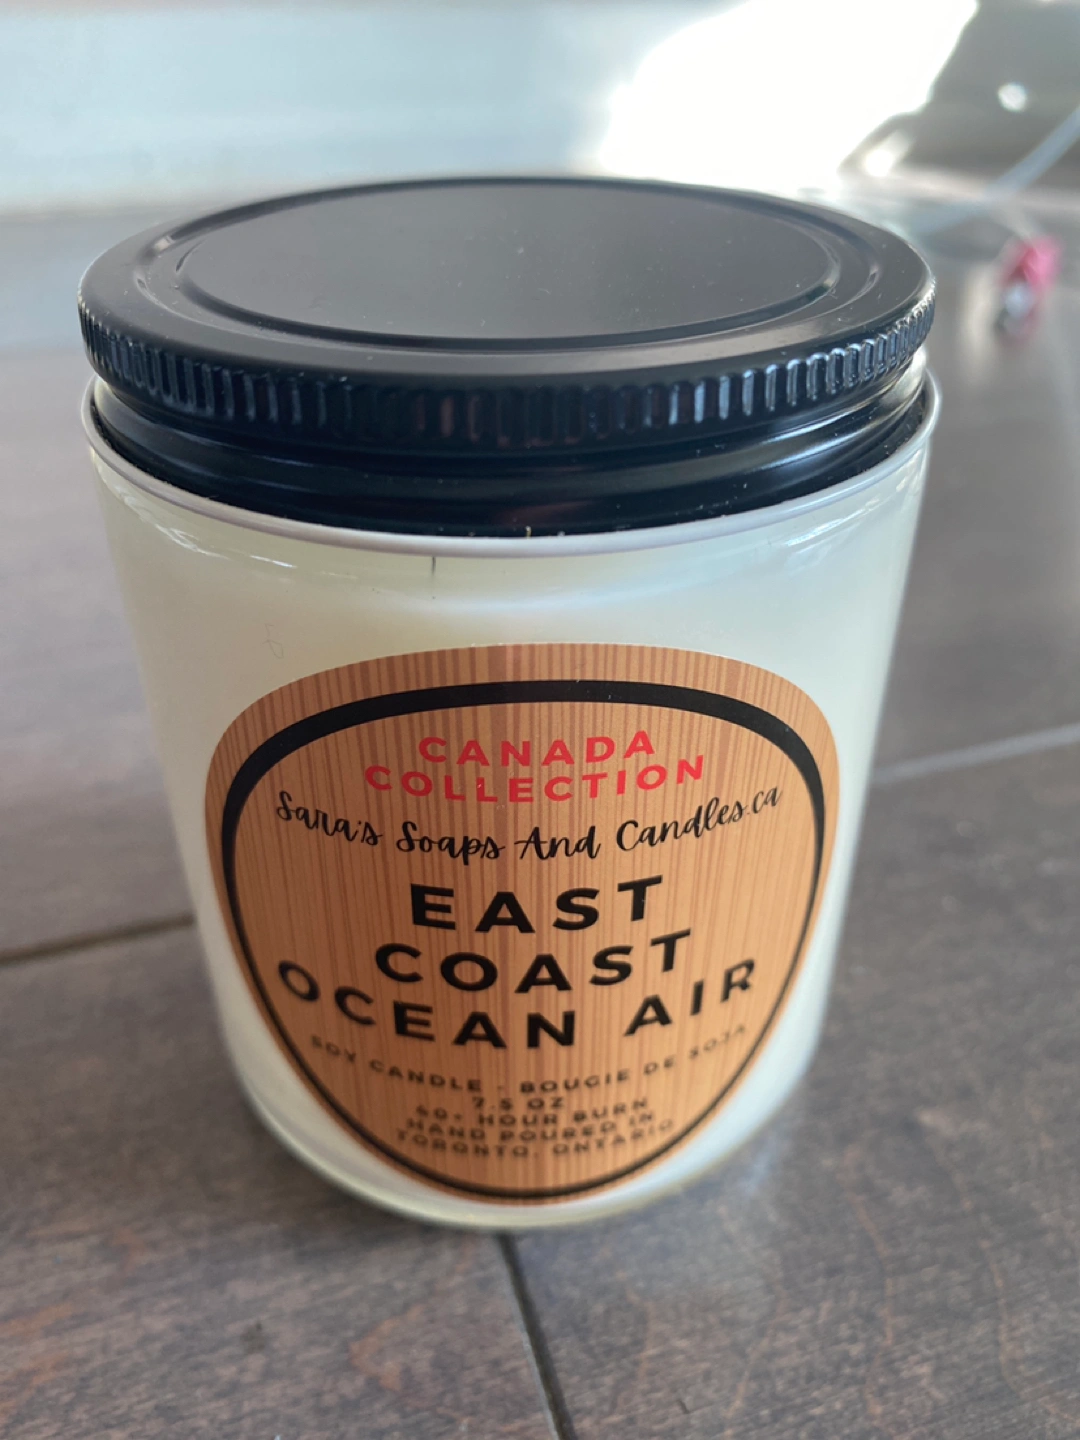 CANADA
COLLECTION
Sara's Soaps And Candles.ca
EAST
COAST
OCEAN AIR
SOY CANDLE - BOUGIE DE SOJA
7.5 OZ
60+ HOUR BURN
HAND POURED IN
TORONTO, ONTARIO